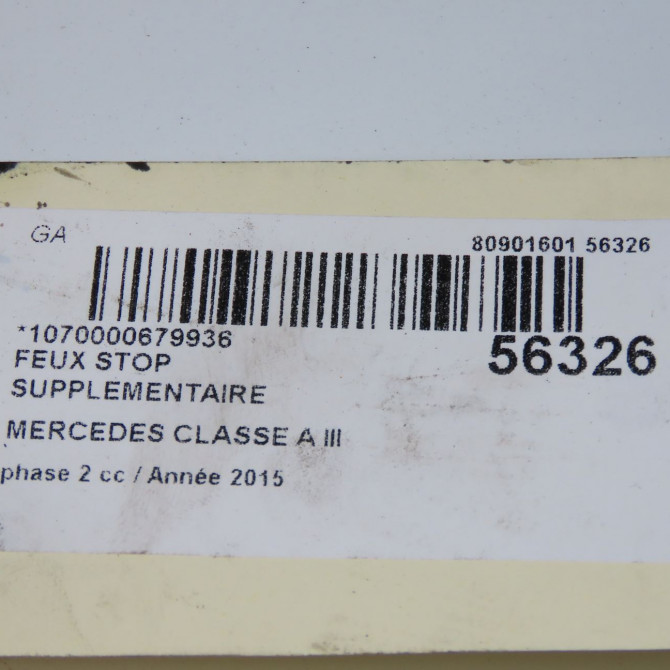 GA
80901601 56326
*1070000679936
56326
FEUX STOP
SUPPLEMENTAIRE
MERCEDES CLASSE A III
phase 2 cc / Année 2015